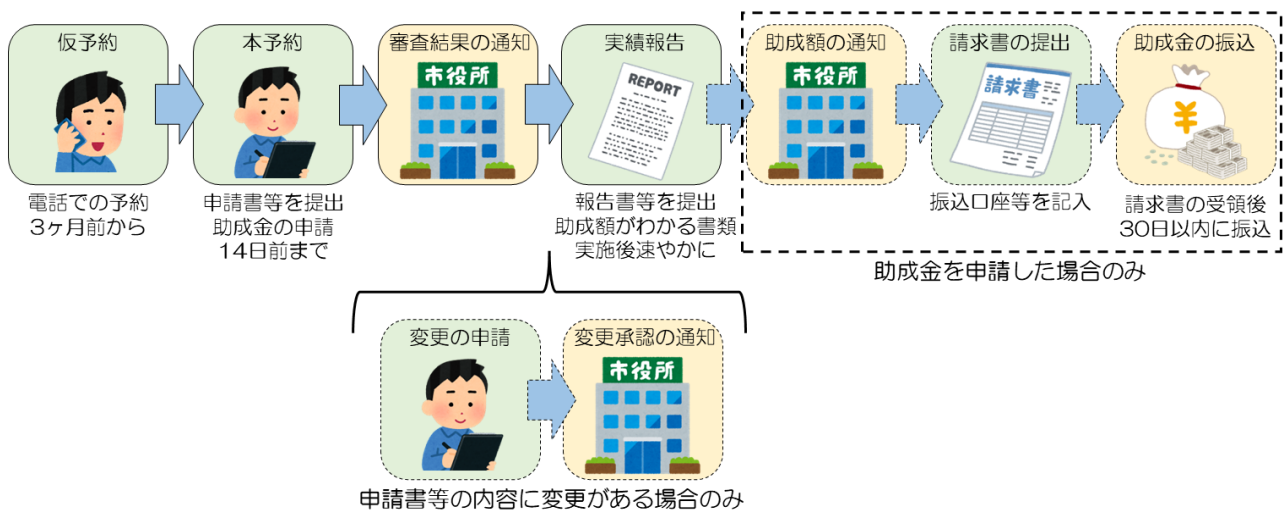 仮予約
本予約
審査結果の通知
実績報告
助成額の通知
請求書の提出
助成金の振込
市役所
REPORT
市役所
請求書
電話での予約
3ヶ月前から
申請書等を提出
助成金の申請
14日前まで
報告書等を提出
助成額がわかる書類
実施後速やかに
振込口座等を記入
請求書の受領後
30日以内に振込
助成金を申請した場合のみ
変更の申請
変更承認の通知
市役所
申請書等の内容に変更がある場合のみ